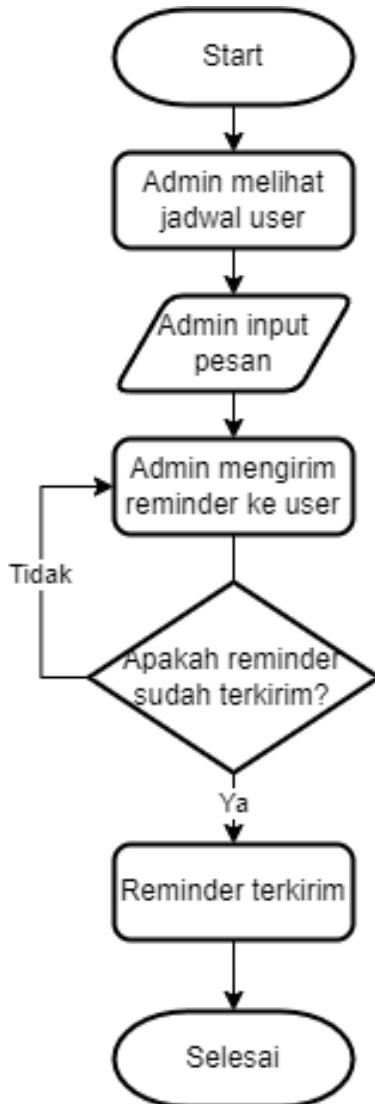 Start
Admin melihat
jadwal user
Admin input
pesan
Admin mengirim
reminder ke user
Tidak
Apakah reminder
sudah terkirim?
Ya
Reminder terkirim
Selesai